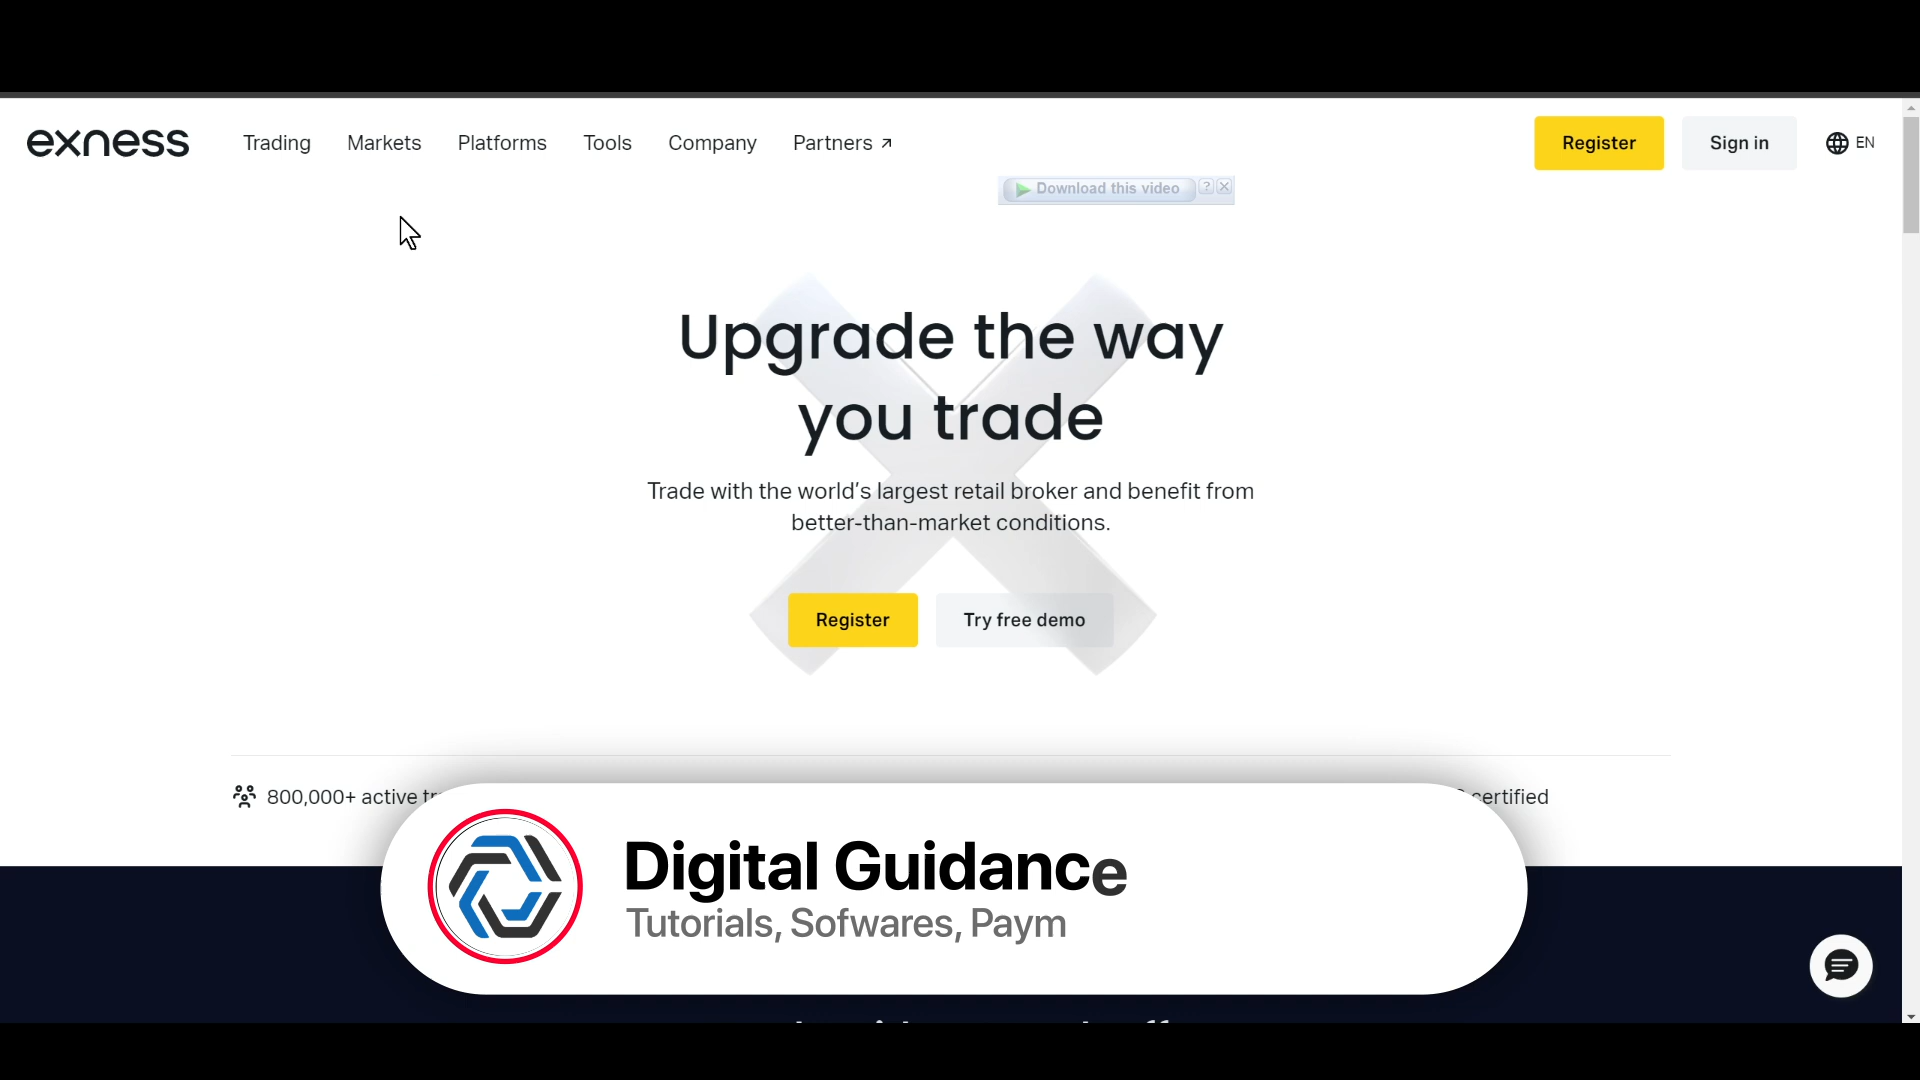 exness
Trading
Markets
Platforms
Tools
Company
Partners
Register
Sign in
EN
Download this video
?
Upgrade the way
you trade
Trade with the world's largest retail broker and benefit from
better-than-market conditions.
Register
Try free demo
800,000+ active
certified
Digital Guidance
Tutorials, Sofwares, Paym